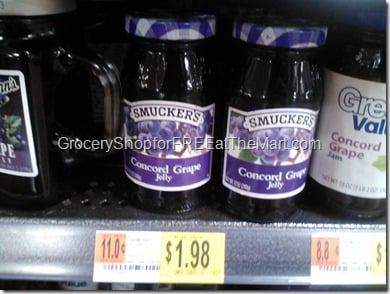 SMUCKER'S
Concord Grape
Jelly
SMUCKER'S
Concord Grape
Jelly
Great
Val
Concord
Grape
Jam
GroceryShopforFREEatTheMart.com
11.0¢
$1.98
8.8¢